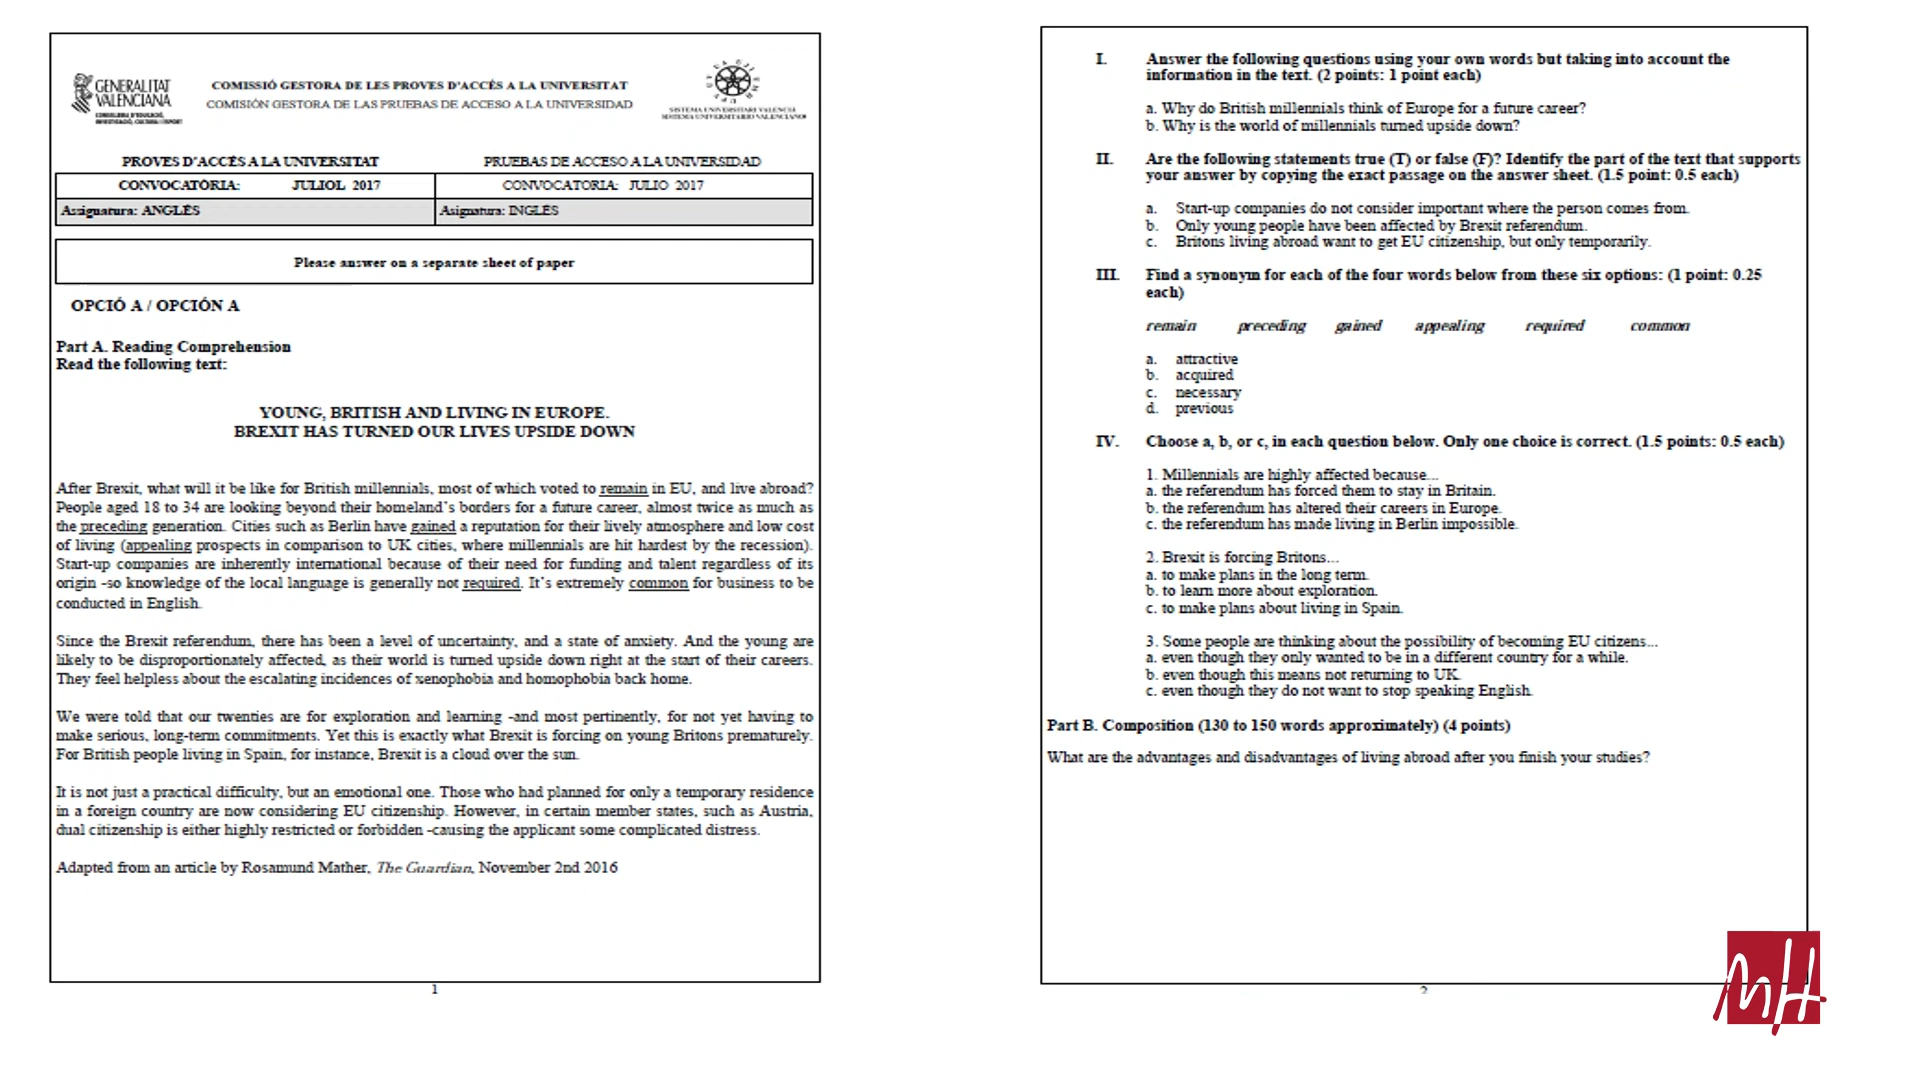 GENERALITAT
VALENCIANA
COMISSIÓ GESTORA DE LES PROVES D'ACCÉS A LA UNIVERSITAT
COMISIÓN GESTORA DE LAS PRUEBAS DE ACCESO A LA UNIVERSIDAD
SISTEMA UNIVERSITARI VALENCIÀ
SISTEMA UNIVERSITARIO VALENCIANO
PROVES D'ACCÉS A LA UNIVERSITAT
PRUEBAS DE ACCESO A LA UNIVERSIDAD
CONVOCATÒRIA: JULIOL 2017
CONVOCATORIA: JULIO 2017
Assignatura: ANGLÉS
Asignatura: INGLÉS
Please answer on a separate sheet of paper
OPCIÓ A / OPCIÓN A
Part A. Reading Comprehension
Read the following text:
YOUNG, BRITISH AND LIVING IN EUROPE.
BREXIT HAS TURNED OUR LIVES UPSIDE DOWN
After Brexit, what will it be like for British millennials, most of which voted to remain in EU, and live abroad?
People aged 18 to 34 are looking beyond their homeland's borders for a future career, almost twice as much as
the preceding generation. Cities such as Berlin have gained a reputation for their lively atmosphere and low cost
of living (appealing prospects in comparison to UK cities, where millennials are hit hardest by the recession).
Start-up companies are inherently international because of their need for funding and talent regardless of its
origin -so knowledge of the local language is generally not required. It's extremely common for business to be
conducted in English.
Since the Brexit referendum, there has been a level of uncertainty, and a state of anxiety. And the young are
likely to be disproportionately affected, as their world is turned upside down right at the start of their careers.
They feel helpless about the escalating incidences of xenophobia and homophobia back home.
We were told that our twenties are for exploration and learning -and most pertinently, for not yet having to
make serious, long-term commitments. Yet this is exactly what Brexit is forcing on young Britons prematurely.
For British people living in Spain, for instance, Brexit is a cloud over the sun.
It is not just a practical difficulty, but an emotional one. Those who had planned for only a temporary residence
in a foreign country are now considering EU citizenship. However, in certain member states, such as Austria,
dual citizenship is either highly restricted or forbidden -causing the applicant some complicated distress.
Adapted from an article by Rosamund Mather, The Guardian, November 2nd 2016
1
I. Answer the following questions using your own words but taking into account the
information in the text. (2 points: 1 point each)
a. Why do British millennials think of Europe for a future career?
b. Why is the world of millennials turned upside down?
II. Are the following statements true (T) or false (F)? Identify the part of the text that supports
your answer by copying the exact passage on the answer sheet. (1.5 point: 0.5 each)
a. Start-up companies do not consider important where the person comes from.
b. Only young people have been affected by Brexit referendum.
c. Britons living abroad want to get EU citizenship, but only temporarily.
III. Find a synonym for each of the four words below from these six options: (1 point: 0.25
each)
remain preceding gained appealing required common
a. attractive
b. acquired
c. necessary
d. previous
IV. Choose a, b, or c, in each question below. Only one choice is correct. (1.5 points: 0.5 each)
1. Millennials are highly affected because...
a. the referendum has forced them to stay in Britain.
b. the referendum has altered their careers in Europe.
c. the referendum has made living in Berlin impossible.
2. Brexit is forcing Britons...
a. to make plans in the long term.
b. to learn more about exploration.
c. to make plans about living in Spain.
3. Some people are thinking about the possibility of becoming EU citizens...
a. even though they only wanted to be in a different country for a while.
b. even though this means not returning to UK.
c. even though they do not want to stop speaking English.
Part B. Composition (130 to 150 words approximately) (4 points)
What are the advantages and disadvantages of living abroad after you finish your studies?
2
MH